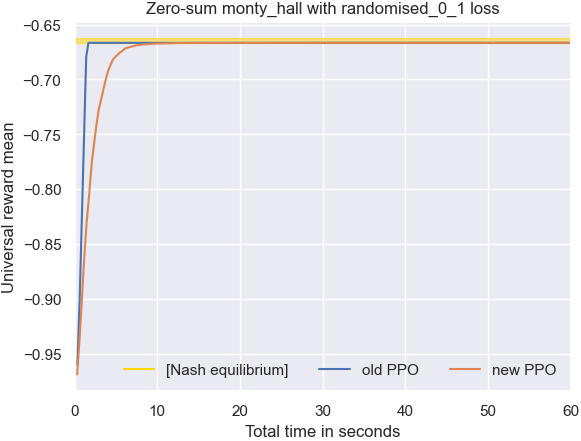 Zero-sum monty_hall with randomised_0_1 loss
Universal reward mean
−0.65
−0.70
−0.75
−0.80
−0.85
−0.90
−0.95
[Nash equilibrium] old PPO new PPO
0 10 20 30 40 50 60
Total time in seconds